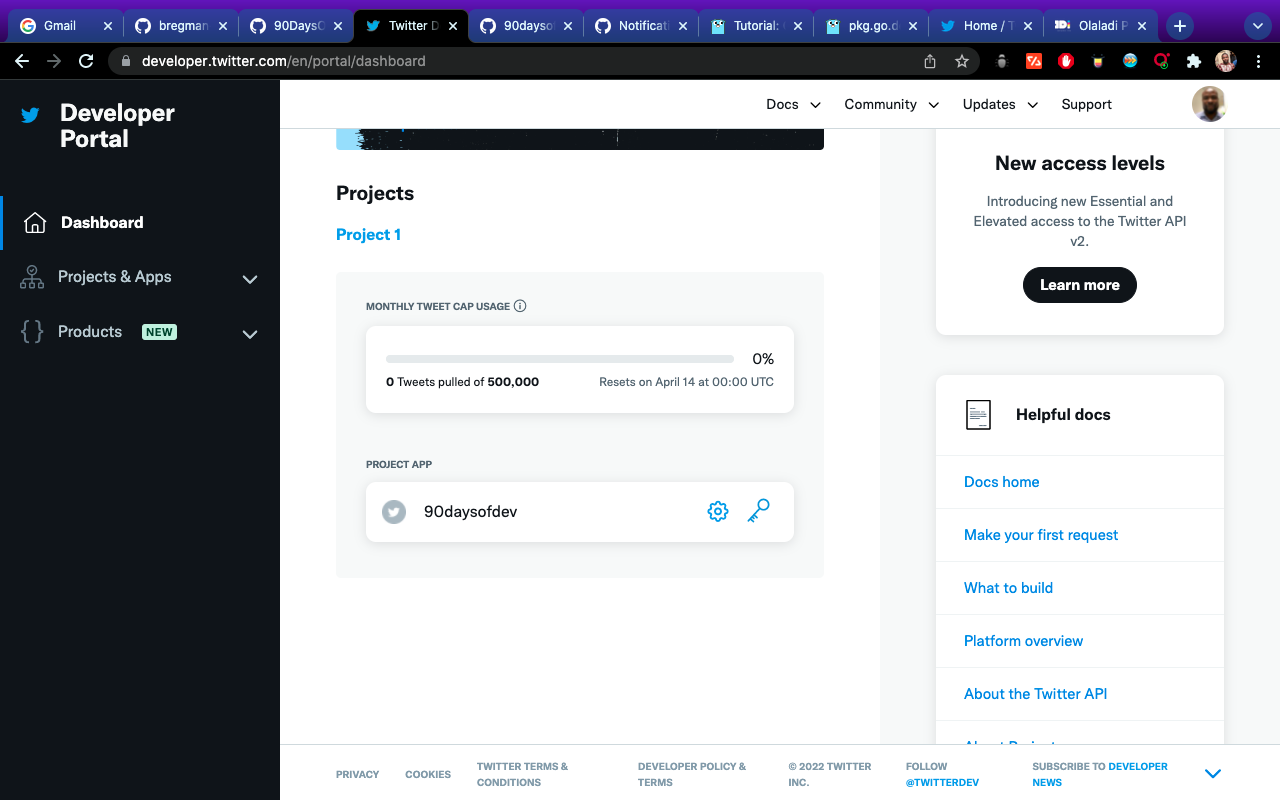 Gmail
bregman
90DaysO
Twitter D
90dayso
Notificati
Tutorial:
pkg.go.d
Home / T
Olaladi P
developer.twitter.com/en/portal/dashboard
Developer
Portal
Docs
Community
Updates
Support
Dashboard
Projects & Apps
Products
NEW
Projects
Project 1
MONTHLY TWEET CAP USAGE
0%
0 Tweets pulled of 500,000
Resets on April 14 at 00:00 UTC
PROJECT APP
90daysofdev
New access levels
Introducing new Essential and
Elevated access to the Twitter API
v2.
Learn more
Helpful docs
Docs home
Make your first request
What to build
Platform overview
About the Twitter API
PRIVACY
COOKIES
TWITTER TERMS &
CONDITIONS
DEVELOPER POLICY &
TERMS
© 2022 TWITTER
INC.
FOLLOW
@TWITTERDEV
SUBSCRIBE TO DEVELOPER
NEWS